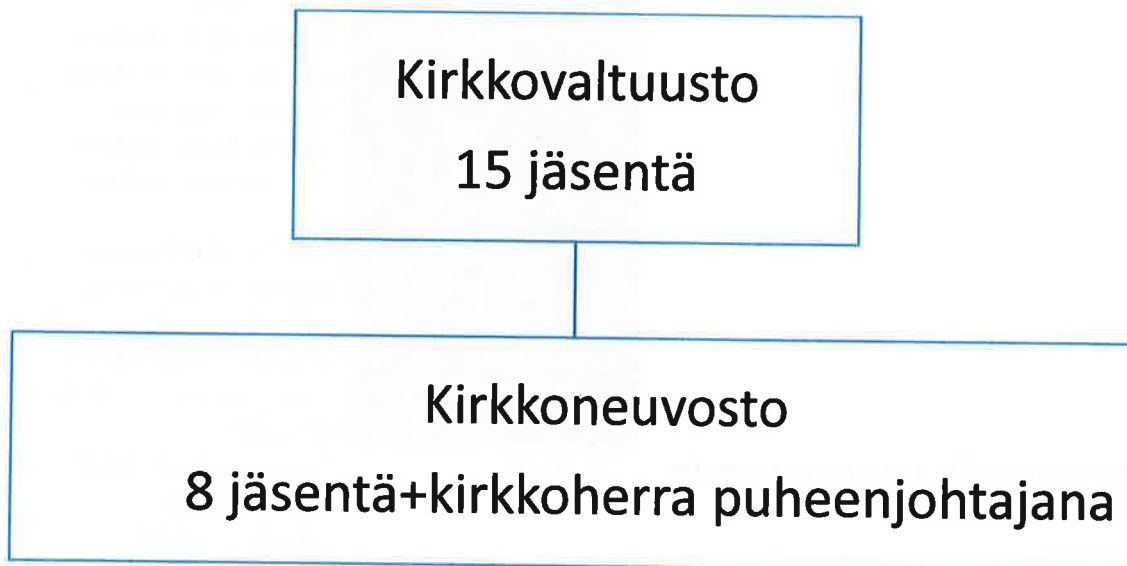 Kirkkovaltuusto
15 jäsentä
Kirkkoneuvosto
8 jäsentä+kirkkoherra puheenjohtajana